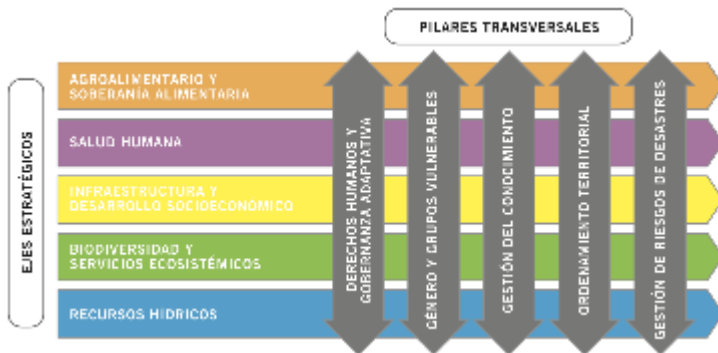 PILARES TRANSVERSALES
EJES ESTRATÉGICOS
AGROALIMENTARIO Y
SOBERANÍA ALIMENTARIA
SALUD HUMANA
INFRAESTRUCTURA Y
DESARROLLO SOCIOECONÓMICO
BIODIVERSIDAD Y
SERVICIOS ECOSISTÉMICOS
RECURSOS HÍDRICOS
DERECHOS HUMANOS Y
GOBERNANZA ADAPTATIVA
GÉNERO Y GRUPOS VULNERABLES
GESTIÓN DEL CONOCIMIENTO
ORDENAMIENTO TERRITORIAL
GESTIÓN DE RIESGOS DE DESASTRES